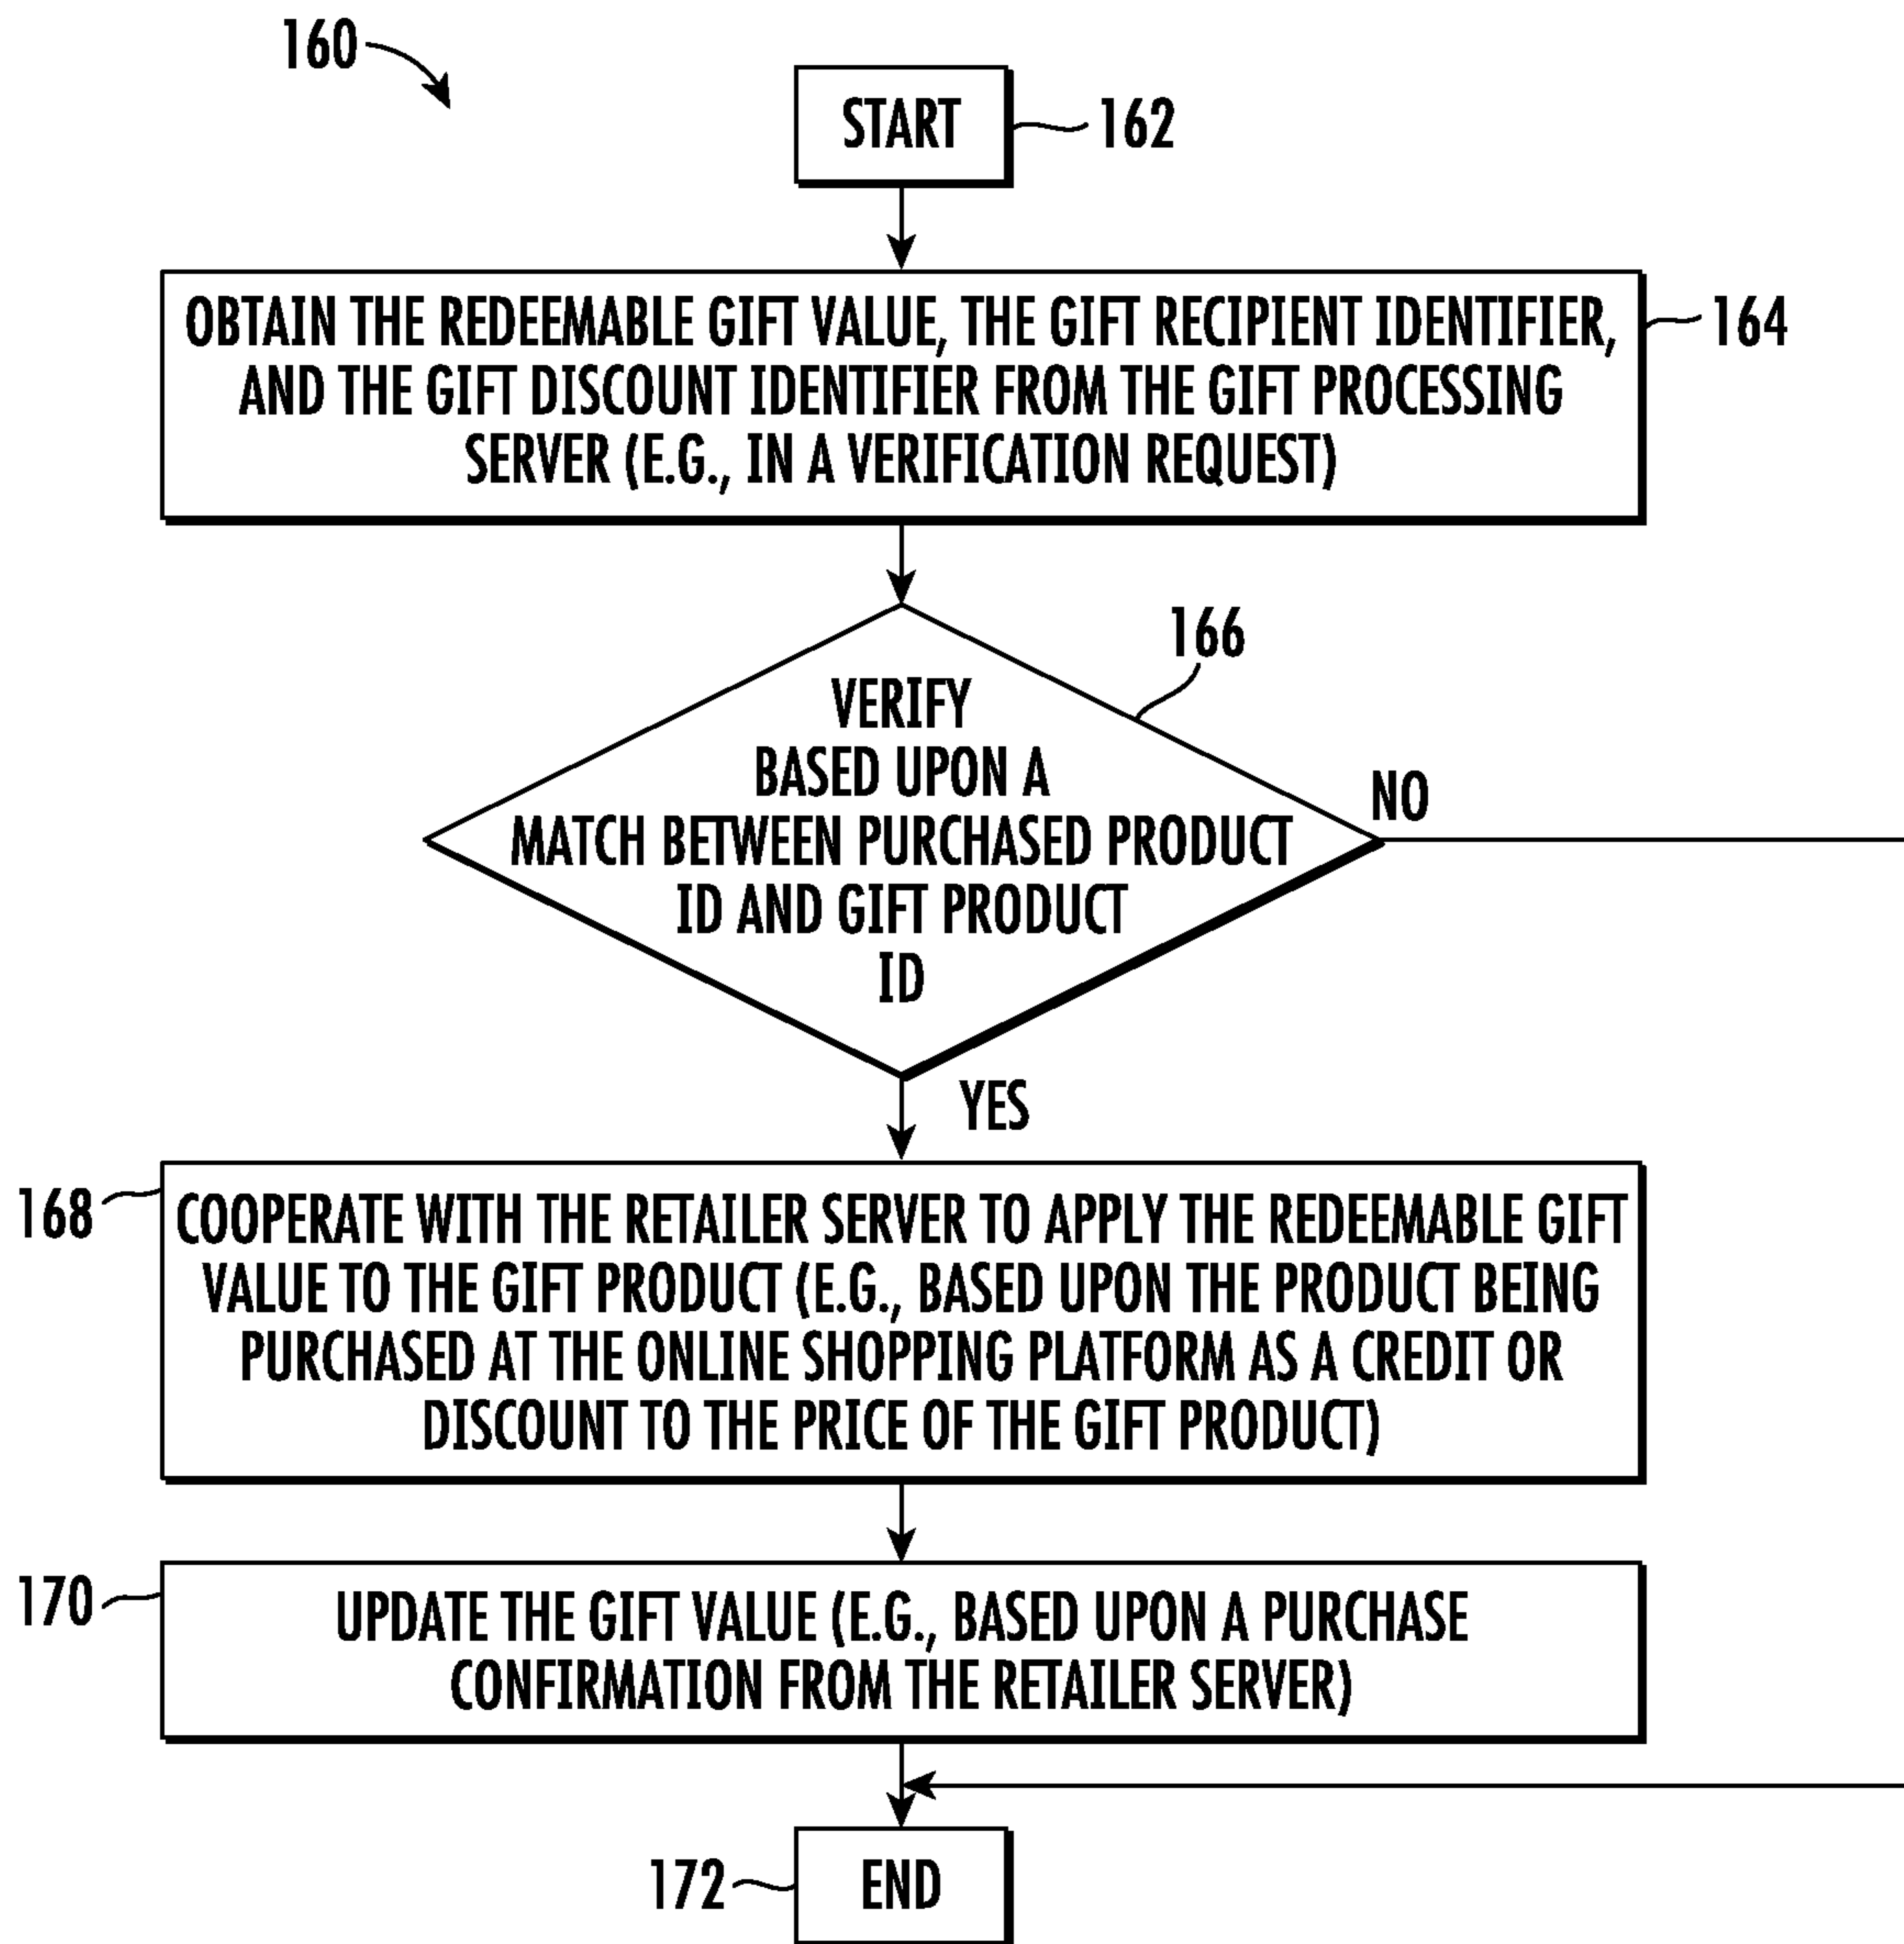 160
START
162
OBTAIN THE REDEEMABLE GIFT VALUE, THE GIFT RECIPIENT IDENTIFIER,
AND THE GIFT DISCOUNT IDENTIFIER FROM THE GIFT PROCESSING
SERVER (E.G., IN A VERIFICATION REQUEST)
164
166
VERIFY
BASED UPON A
MATCH BETWEEN PURCHASED PRODUCT
ID AND GIFT PRODUCT
ID
NO
YES
168
COOPERATE WITH THE RETAILER SERVER TO APPLY THE REDEEMABLE GIFT
VALUE TO THE GIFT PRODUCT (E.G., BASED UPON THE PRODUCT BEING
PURCHASED AT THE ONLINE SHOPPING PLATFORM AS A CREDIT OR
DISCOUNT TO THE PRICE OF THE GIFT PRODUCT)
170
UPDATE THE GIFT VALUE (E.G., BASED UPON A PURCHASE
CONFIRMATION FROM THE RETAILER SERVER)
172
END